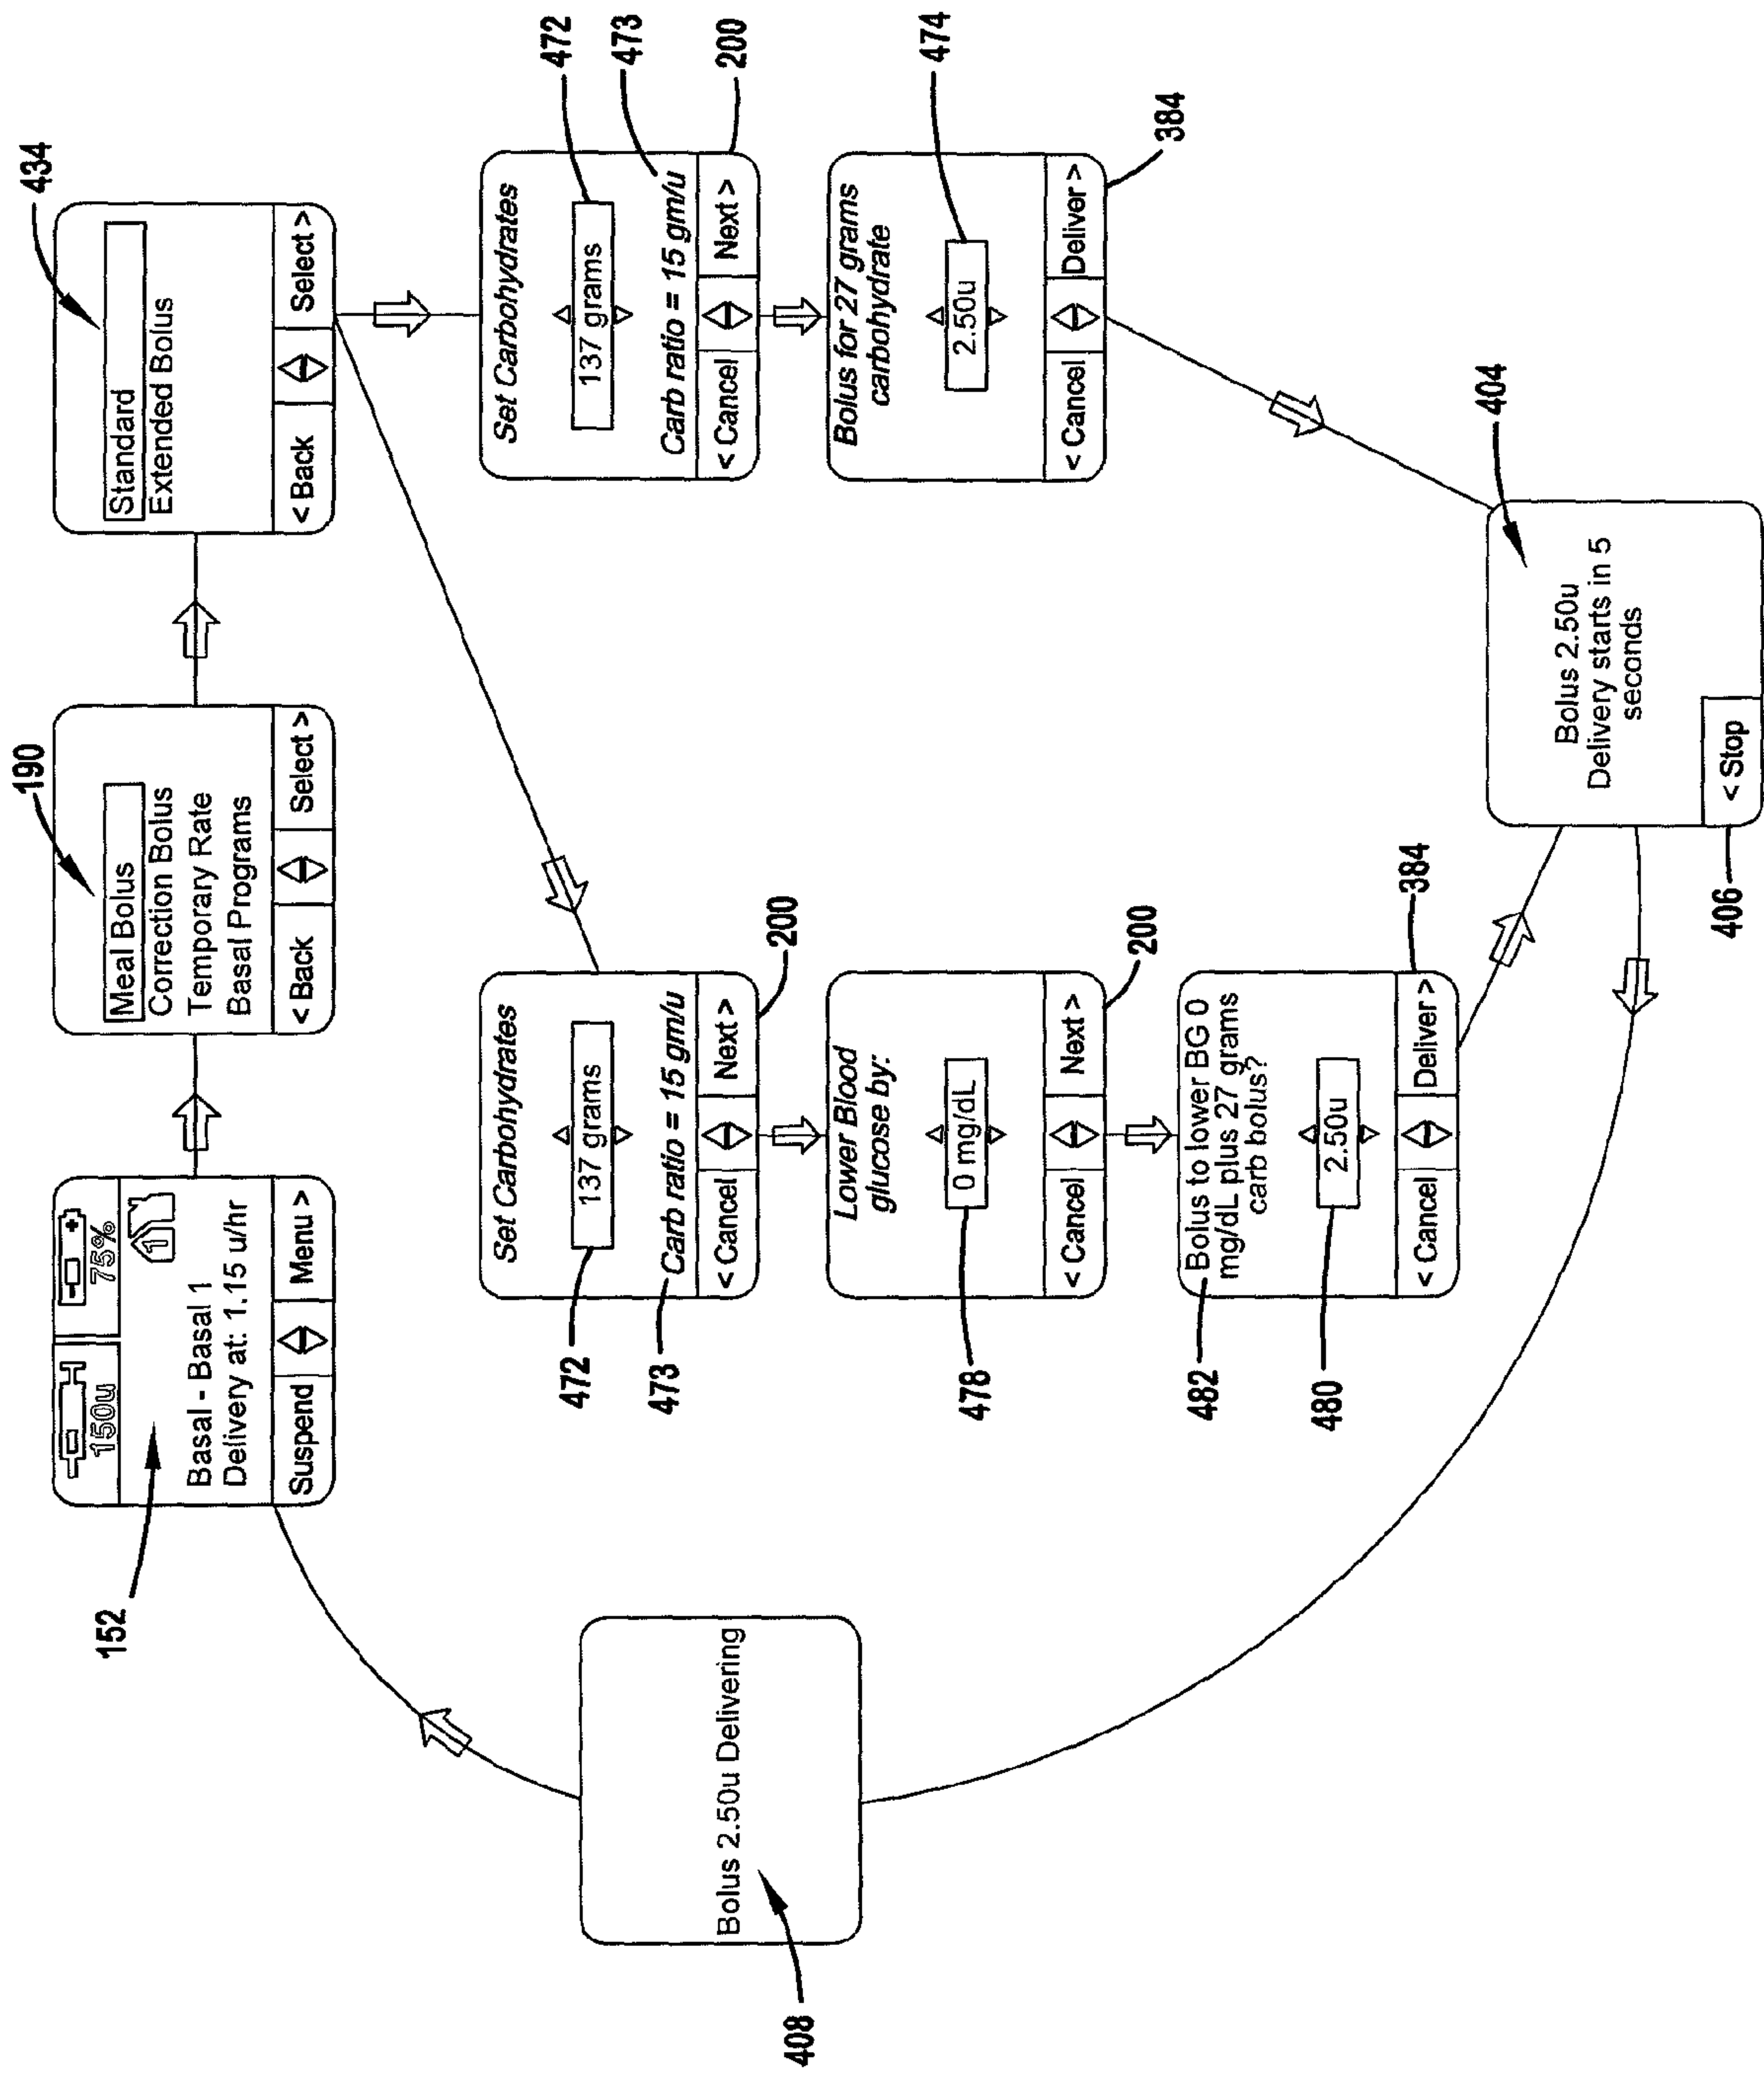 150u
75%
1
Basal - Basal 1
Delivery at: 1.15 u/hr
Suspend
Menu >
152
Meal Bolus
Correction Bolus
Temporary Rate
Basal Programs
< Back
Select >
190
Standard
Extended Bolus
< Back
Select >
434
Set Carbohydrates
137 grams
Carb ratio = 15 gm/u
< Cancel
Next >
472
473
200
Lower Blood
glucose by:
0 mg/dL
< Cancel
Next >
478
200
Bolus to lower BG 0
mg/dL plus 27 grams
carb bolus?
2.50u
< Cancel
Deliver >
482
480
384
Set Carbohydrates
137 grams
Carb ratio = 15 gm/u
< Cancel
Next >
472
473
200
Bolus for 27 grams
carbohydrate
2.50u
< Cancel
Deliver >
474
384
Bolus 2.50u
Delivery starts in 5
seconds
< Stop
404
406
Bolus 2.50u Delivering
408